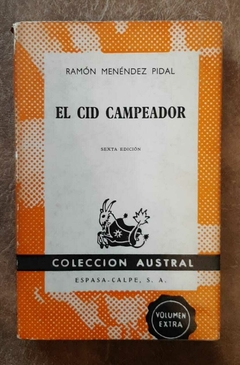 RAMÓN MENÉNDEZ PIDAL
EL CID CAMPEADOR
SEXTA EDICIÓN
COLECCION AUSTRAL
ESPASA-CALPE, S. A.
VOLUMEN
EXTRA